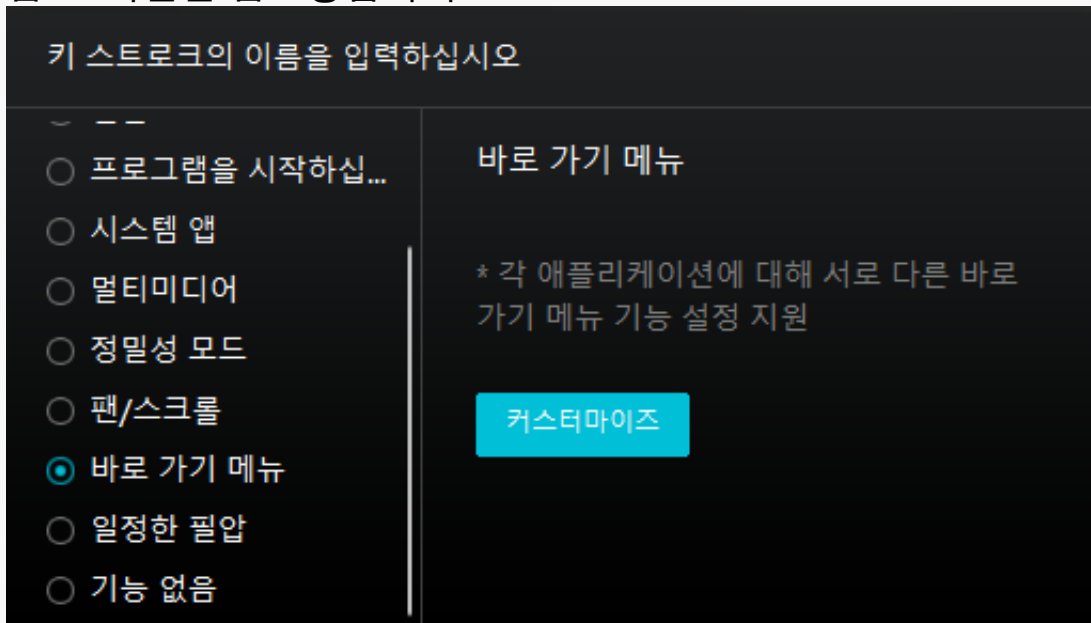 키 스트로크의 이름을 입력하십시오
프로그램을 시작하십...
시스템 앱
멀티미디어
정밀성 모드
팬/스크롤
바로 가기 메뉴
일정한 필압
기능 없음
바로 가기 메뉴
* 각 애플리케이션에 대해 서로 다른 바로
가기 메뉴 기능 설정 지원
커스터마이즈